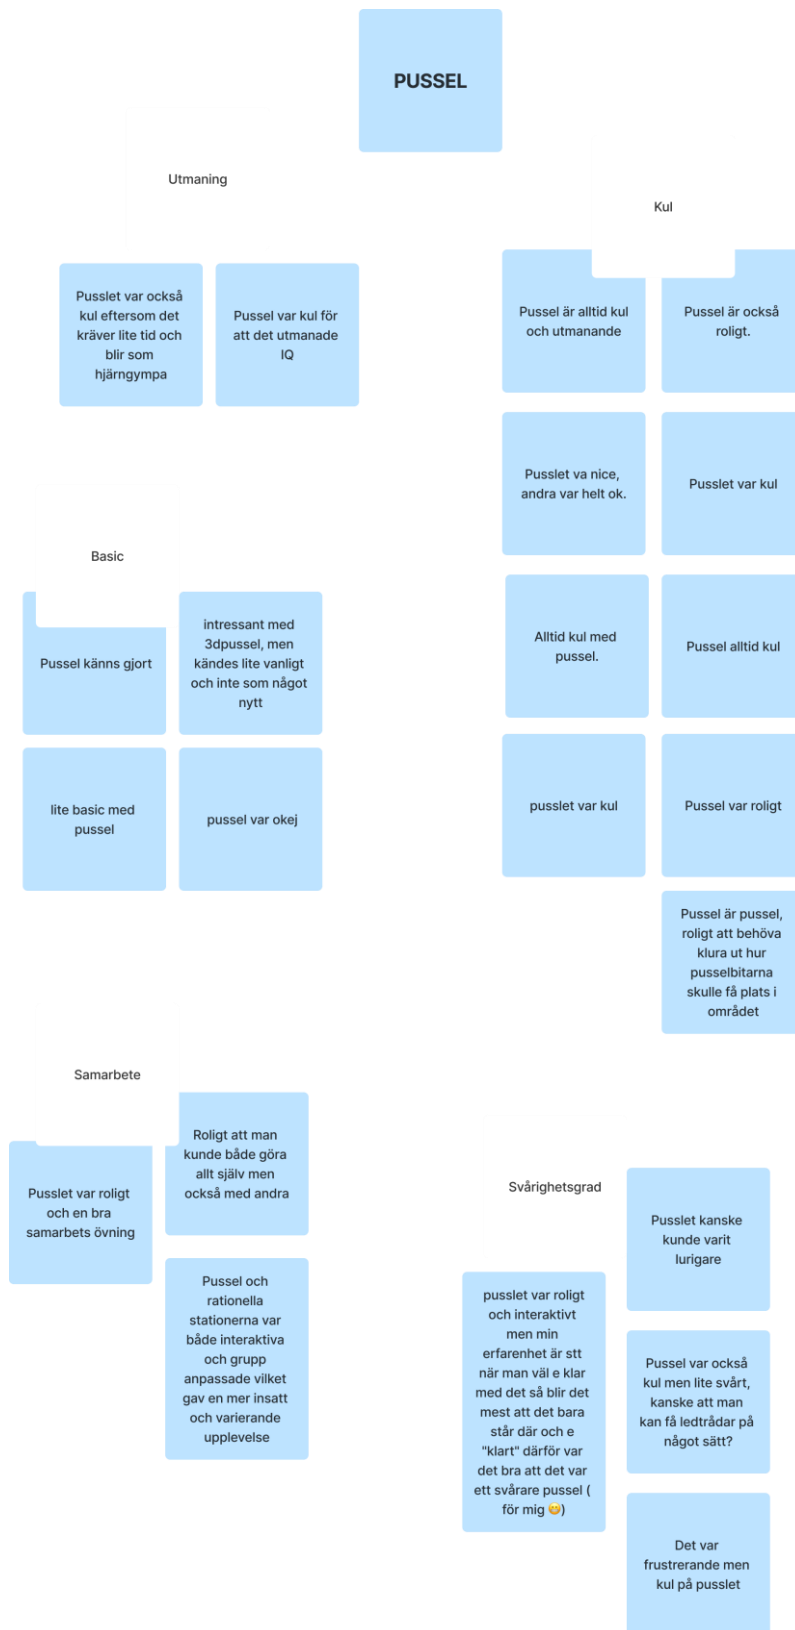 PUSSEL
Utmaning
Pusslet var också
kul eftersom det
kräver lite tid och
blir som
hjärngympa
Pussel var kul för
att det utmanade
IQ
Kul
Pussel är alltid kul
och utmanande
Pussel är också
roligt.
Pusslet va nice,
andra var helt ok.
Pusslet var kul
Alltid kul med
pussel.
Pussel alltid kul
pusslet var kul
Pussel var roligt
Pussel är pussel,
roligt att behöva
klura ut hur
pusselbitarna
skulle få plats i
området
Basic
Pussel känns gjort
intressant med
3dpussel, men
kändes lite vanligt
och inte som något
nytt
lite basic med
pussel
pussel var okej
Samarbete
Pusslet var roligt
och en bra
samarbets övning
Roligt att man
kunde både göra
allt själv men
också med andra
Pussel och
rationella
stationerna var
både interaktiva
och grupp
anpassade vilket
gav en mer insatt
och varierande
upplevelse
Svårighetsgrad
pusslet var roligt
och interaktivt
men min
erfarenhet är stt
när man väl e klar
med det så blir det
mest att det bara
står där och e
"klart" därför var
det bra att det var
ett svårare pussel (
för mig 😁)
Pusslet kanske
kunde varit
lurigare
Pussel var också
kul men lite svårt,
kanske att man
kan få ledtrådar på
något sätt?
Det var
frustrerande men
kul på pusslet